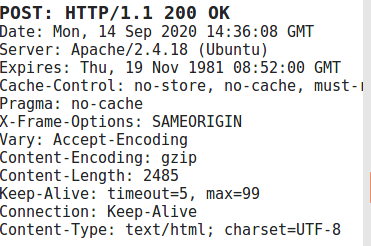 POST: HTTP/1.1 200 OK
Date: Mon, 14 Sep 2020 14:36:08 GMT
Server: Apache/2.4.18 (Ubuntu)
Expires: Thu, 19 Nov 1981 08:52:00 GMT
Cache-Control: no-store, no-cache, must-r
Pragma: no-cache
X-Frame-Options: SAMEORIGIN
Vary: Accept-Encoding
Content-Encoding: gzip
Content-Length: 2485
Keep-Alive: timeout=5, max=99
Connection: Keep-Alive
Content-Type: text/html; charset=UTF-8